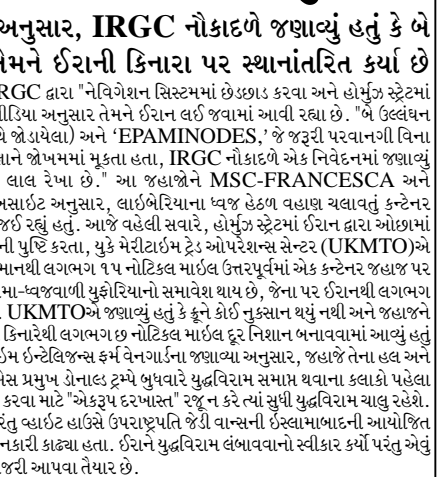 અનુસાર, IRGC નૌકાદળે જણાવ્યું હતું કે બે
તેમને ઈરાની કિનારા પર સ્થાનાંતરિત કર્યા છે
RGC દ્વારા "નેવિગેશન સિસ્ટમમાં છેડછાડ કરવા અને હોર્મુઝ સ્ટ્રેટમાં
મીડિયા અનુસાર તેમને ઈરાન લઈ જવામાં આવી રહ્યા છે. "બે ઉલ્લંઘન
થે જોડાયેલા) અને 'EPAMINODES,' જે જરૂરી પરવાનગી વિના
તાને જોખમમાં મૂકતા હતા, IRGC નૌકાદળે એક નિવેદનમાં જણાવ્યું
લાલ રેખા છે." આ જહાજોને MSC-FRANCESCA અને
બસાઇટ અનુસાર, લાઇબેરિયાના ધ્વજ હેઠળ વહાણ ચલાવતું કન્ટેનર
જઈ રહ્યું હતું. આજે વહેલી સવારે, હોર્મુઝ સ્ટ્રેટમાં ઈરાન દ્વારા ઓછામાં
ની પુષ્ટિ કરતા, યુકે મેરીટાઇમ ટ્રેડ ઓપરેશન્સ સેન્ટર (UKMTO)એ
માનથી લગભગ ૧૫ નોટિકલ માઇલ ઉત્તરપૂર્વમાં એક કન્ટેનર જહાજ પર
મા-ધ્વજવાળી યુફોરિયાનો સમાવેશ થાય છે, જેના પર ઈરાનથી લગભગ
. UKMTOએ જણાવ્યું હતું કે ક્રૂને કોઈ નુકસાન થયું નથી અને જહાજને
કિનારેથી લગભગ છ નોટિકલ માઇલ દૂર નિશાન બનાવવામાં આવ્યું હતું
ઇમ ઇન્ટેલિજન્સ ફર્મ વેનગાર્ડના જણાવ્યા અનુસાર, જહાજે તેના હલ અને
એસ પ્રમુખ ડોનાલ્ડ ટ્રમ્પે બુધવારે યુદ્ધવિરામ સમાપ્ત થવાના કલાકો પહેલા
કરવા માટે "એકરૂપ દરખાસ્ત" રજૂ ન કરે ત્યાં સુધી યુદ્ધવિરામ ચાલુ રહેશે.
રંતુ વ્હાઇટ હાઉસે ઉપરાષ્ટ્રપતિ જેડી વાન્સની ઇસ્લામાબાદની આયોજિત
નકારી કાઢ્યા હતા. ઈરાને યુદ્ધવિરામ લંબાવવાનો સ્વીકાર કર્યો પરંતુ એવું
જરી આપવા તૈયાર છે.